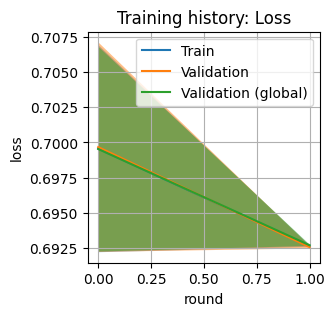 Training history: Loss
0.7075
0.7050
0.7025
0.7000
0.6975
0.6950
0.6925
loss
Train
Validation
Validation (global)
0.00
0.25
0.50
0.75
1.00
round